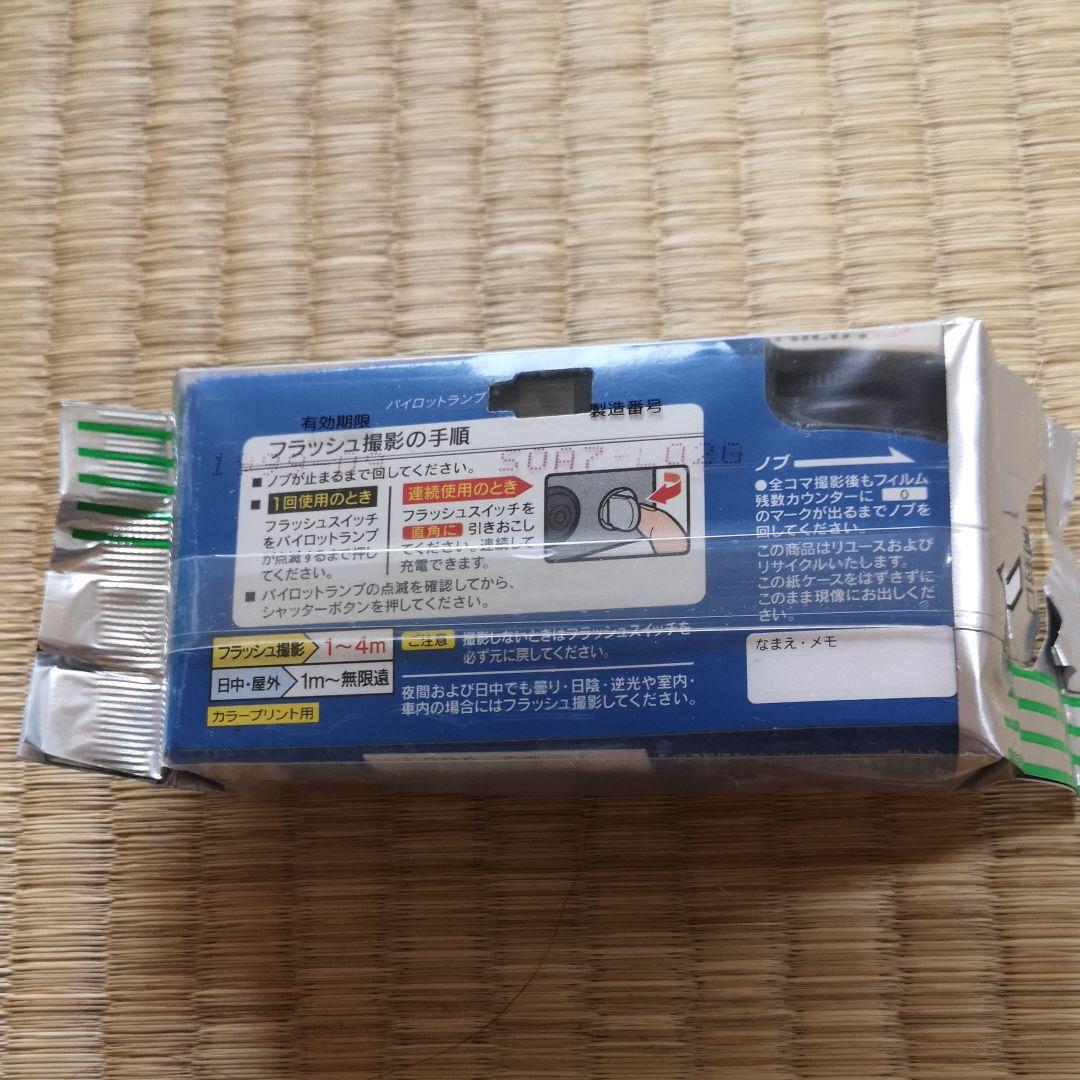 パイロットランプ
有効期限
製造番号
フラッシュ撮影の手順
■ノブが止まるまで回してください。
■
1回使用のとき
フラッシュスイッチ
をパイロットランプ
が点滅するまで押し
てください。
連続使用のとき
フラッシュスイッチを
直角に 引きおこし
てください。連続して
充電できます。
■パイロットランプの点滅を確認してから、
シャッターボタンを押してください。
フラッシュ撮影 1〜4m
日中・屋外 1m〜無限遠
カラープリント用
ご注意 撮影しないときはフラッシュスイッチを
必ず元に戻してください。
夜間および日中でも曇り・日陰・逆光や室内・
車内の場合にはフラッシュ撮影してください。
ノブ
●全コマ撮影後もフィルム
残数カウンターに 0
のマークが出るまでノブを
回してください。
この商品はリユースおよび
リサイクルいたします。
この紙ケースをはずさずに
このまま現像にお出しくだ
さい。
なまえ・メモ